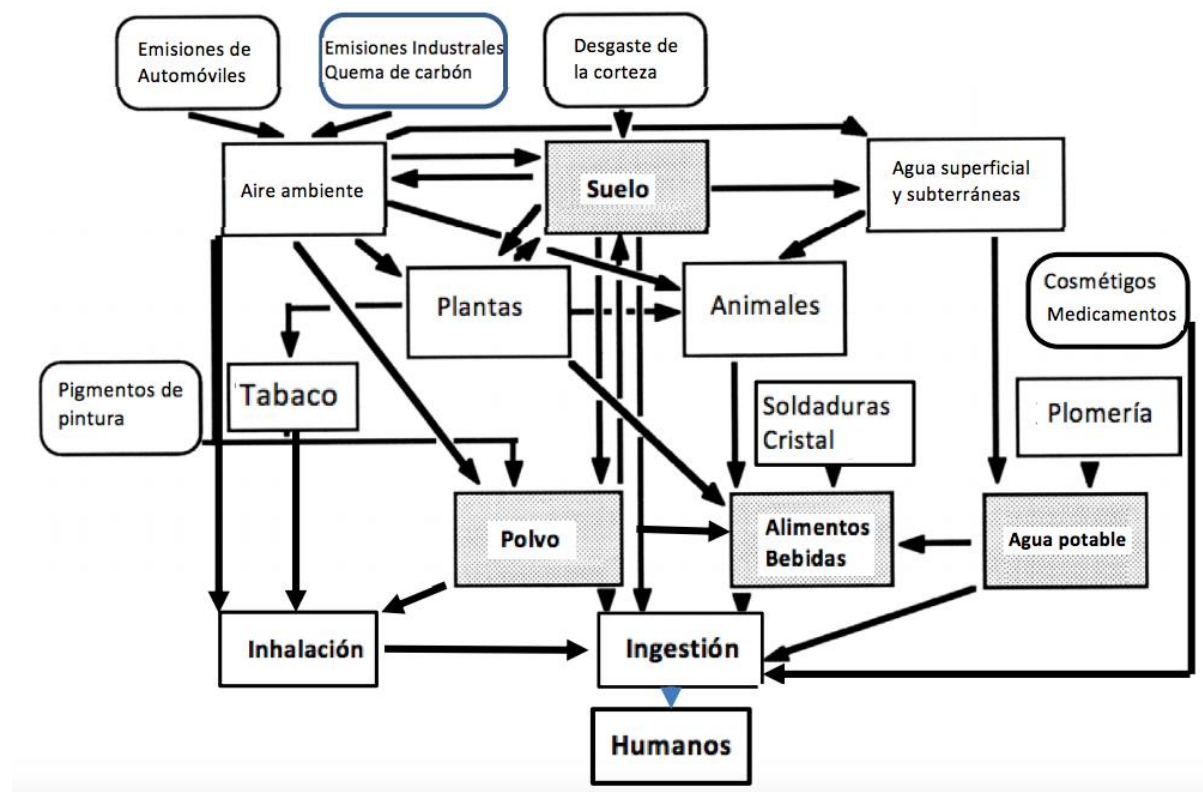 Emisiones de
Automóviles
Emisiones Industrales
Quema de carbón
Desgaste de
la corteza
Aire ambiente
Suelo
Agua superficial
y subterráneas
Plantas
Animales
Cosmétigos
Medicamentos
Pigmentos de
pintura
Tabaco
Soldaduras
Cristal
Plomería
Polvo
Alimentos
Bebidas
Agua potable
Inhalación
Ingestión
Humanos